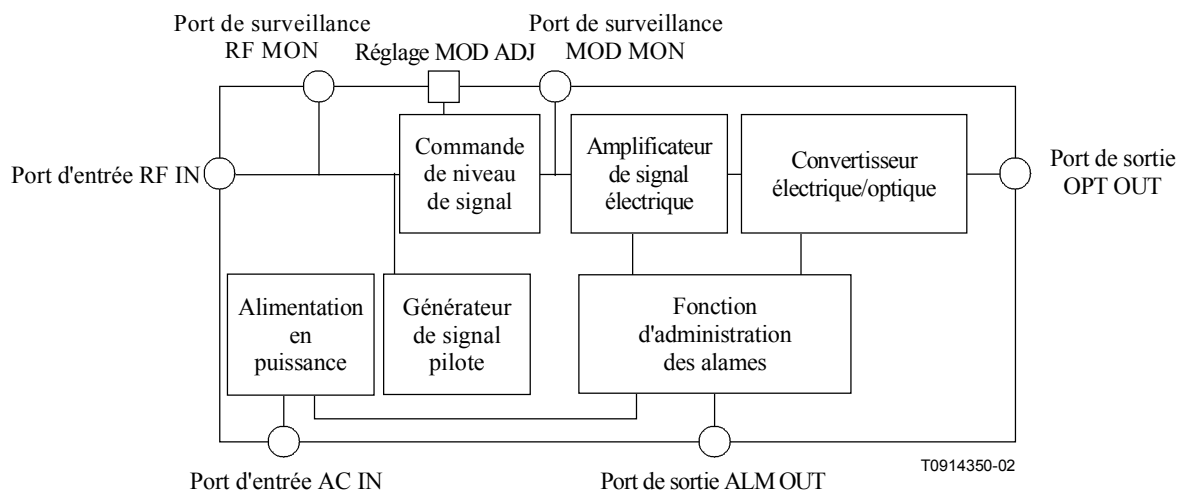 Port de surveillance
RF MON
Réglage MOD ADJ
Port de surveillance
MOD MON
Port d'entrée RF IN
Commande
de niveau
de signal
Amplificateur
de signal
électrique
Convertisseur
électrique/optique
Port de sortie
OPT OUT
Alimentation
en
puissance
Générateur
de signal
pilote
Fonction
d'administration
des alames
Port d'entrée AC IN
Port de sortie ALM OUT
T0914350-02